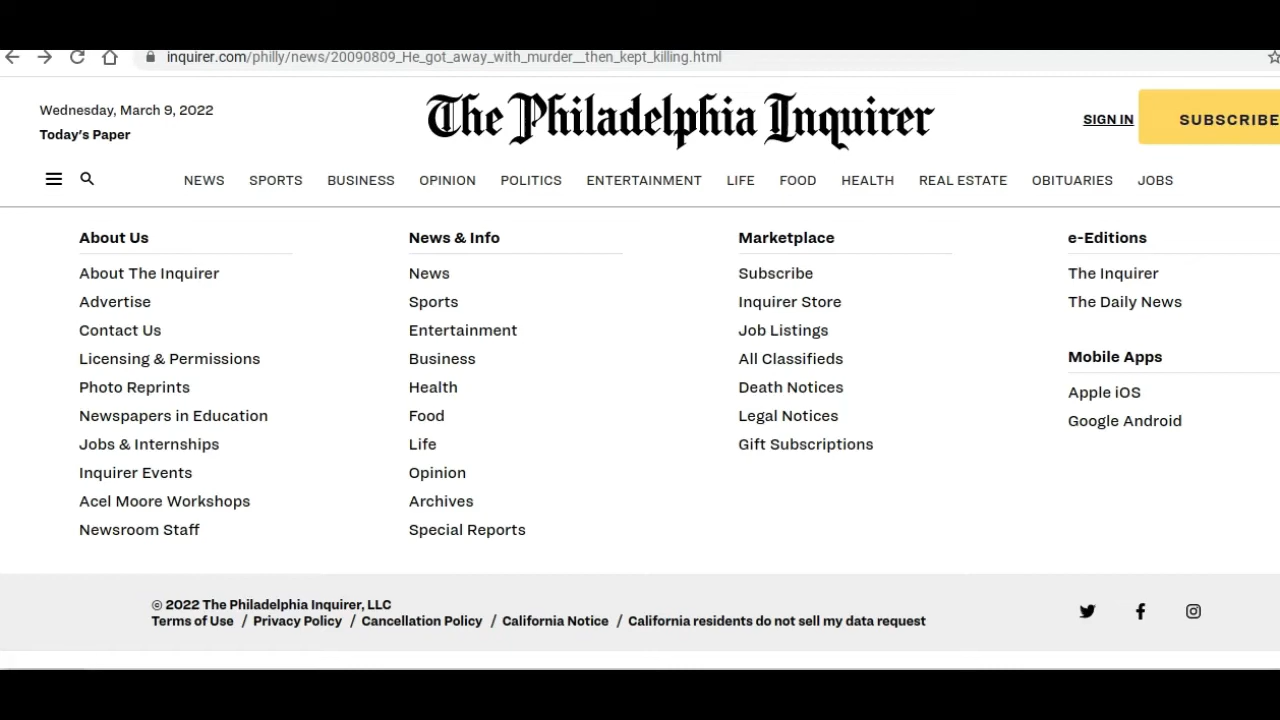 inquirer.com/philly/news/20090809_He_got_away_with_murder__then_kept_killing.html
Wednesday, March 9, 2022
Today's Paper
The Philadelphia Inquirer
SIGN IN
SUBSCRIBE
NEWS SPORTS BUSINESS OPINION POLITICS ENTERTAINMENT LIFE FOOD HEALTH REAL ESTATE OBITUARIES JOBS
About Us
About The Inquirer
Advertise
Contact Us
Licensing & Permissions
Photo Reprints
Newspapers in Education
Jobs & Internships
Inquirer Events
Acel Moore Workshops
Newsroom Staff
News & Info
News
Sports
Entertainment
Business
Health
Food
Life
Opinion
Archives
Special Reports
Marketplace
Subscribe
Inquirer Store
Job Listings
All Classifieds
Death Notices
Legal Notices
Gift Subscriptions
e-Editions
The Inquirer
The Daily News
Mobile Apps
Apple iOS
Google Android
© 2022 The Philadelphia Inquirer, LLC
Terms of Use / Privacy Policy / Cancellation Policy / California Notice / California residents do not sell my data request